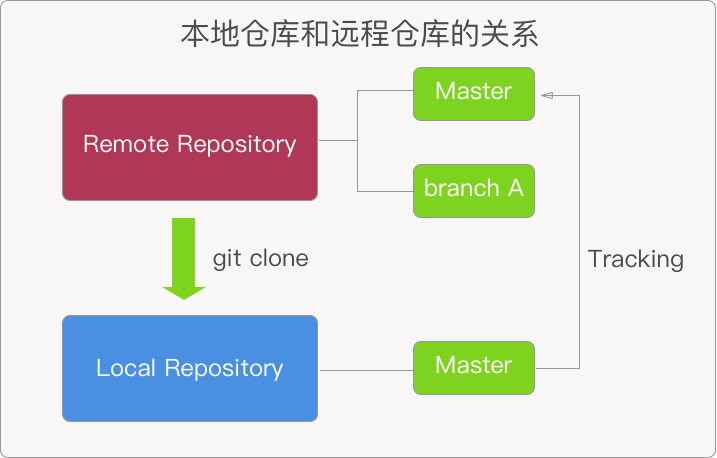 本地仓库和远程仓库的关系
Master
Remote Repository
branch A
git clone
Tracking
Local Repository
Master